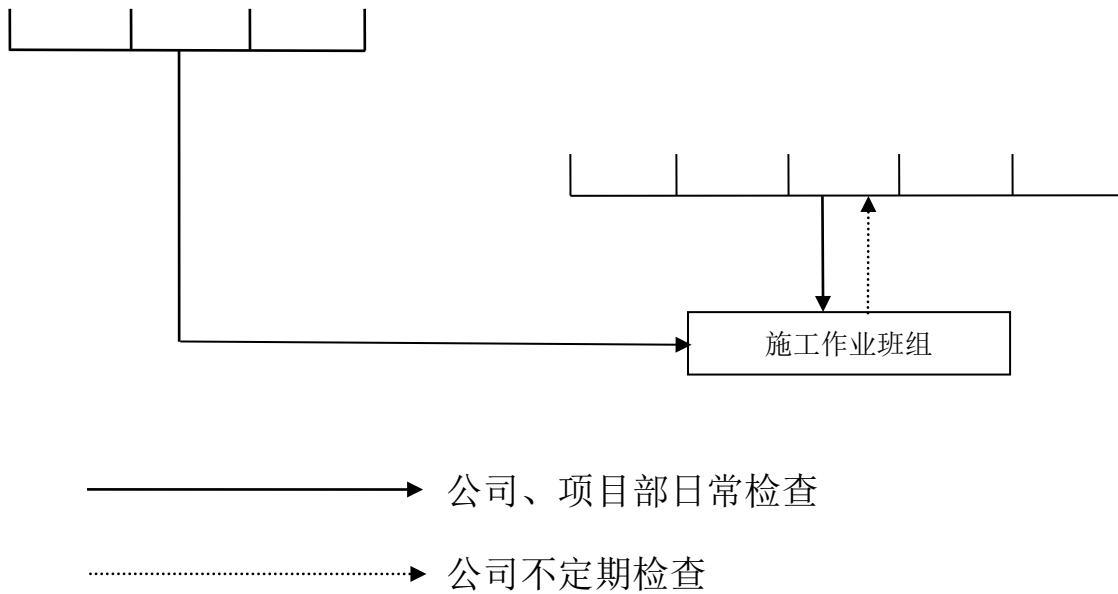 施工作业班组
公司、项目部日常检查
公司不定期检查